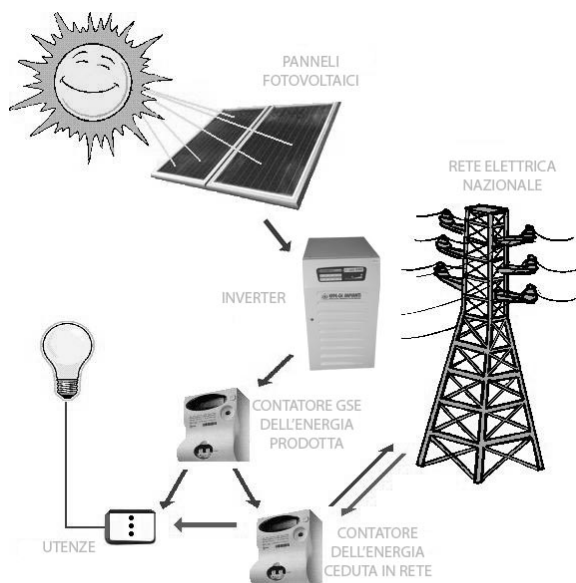 PANNELI
FOTOVOLTAICI
RETE ELETTRICA
NAZIONALE
INVERTER
CONTATORE GSE
DELL'ENERGIA
PRODOTTA
UTENZE
CONTATORE
DELL'ENERGIA
CEDUTA IN RETE